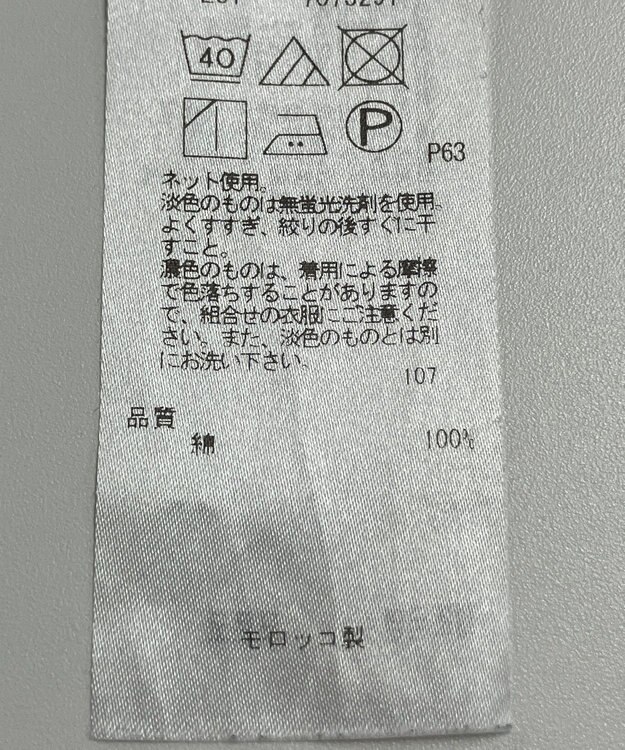 40
P
P63
ネット使用。
淡色のものは無蛍光洗剤を使用。
よくすすぎ、絞りの後すぐに干
すこと。
濃色のものは、着用による摩擦
で色落ちすることがありますの
で、組合せの衣服にご注意くだ
さい。また、淡色のものとは別
にお洗い下さい。
107
品質
綿 100%
モロッコ製